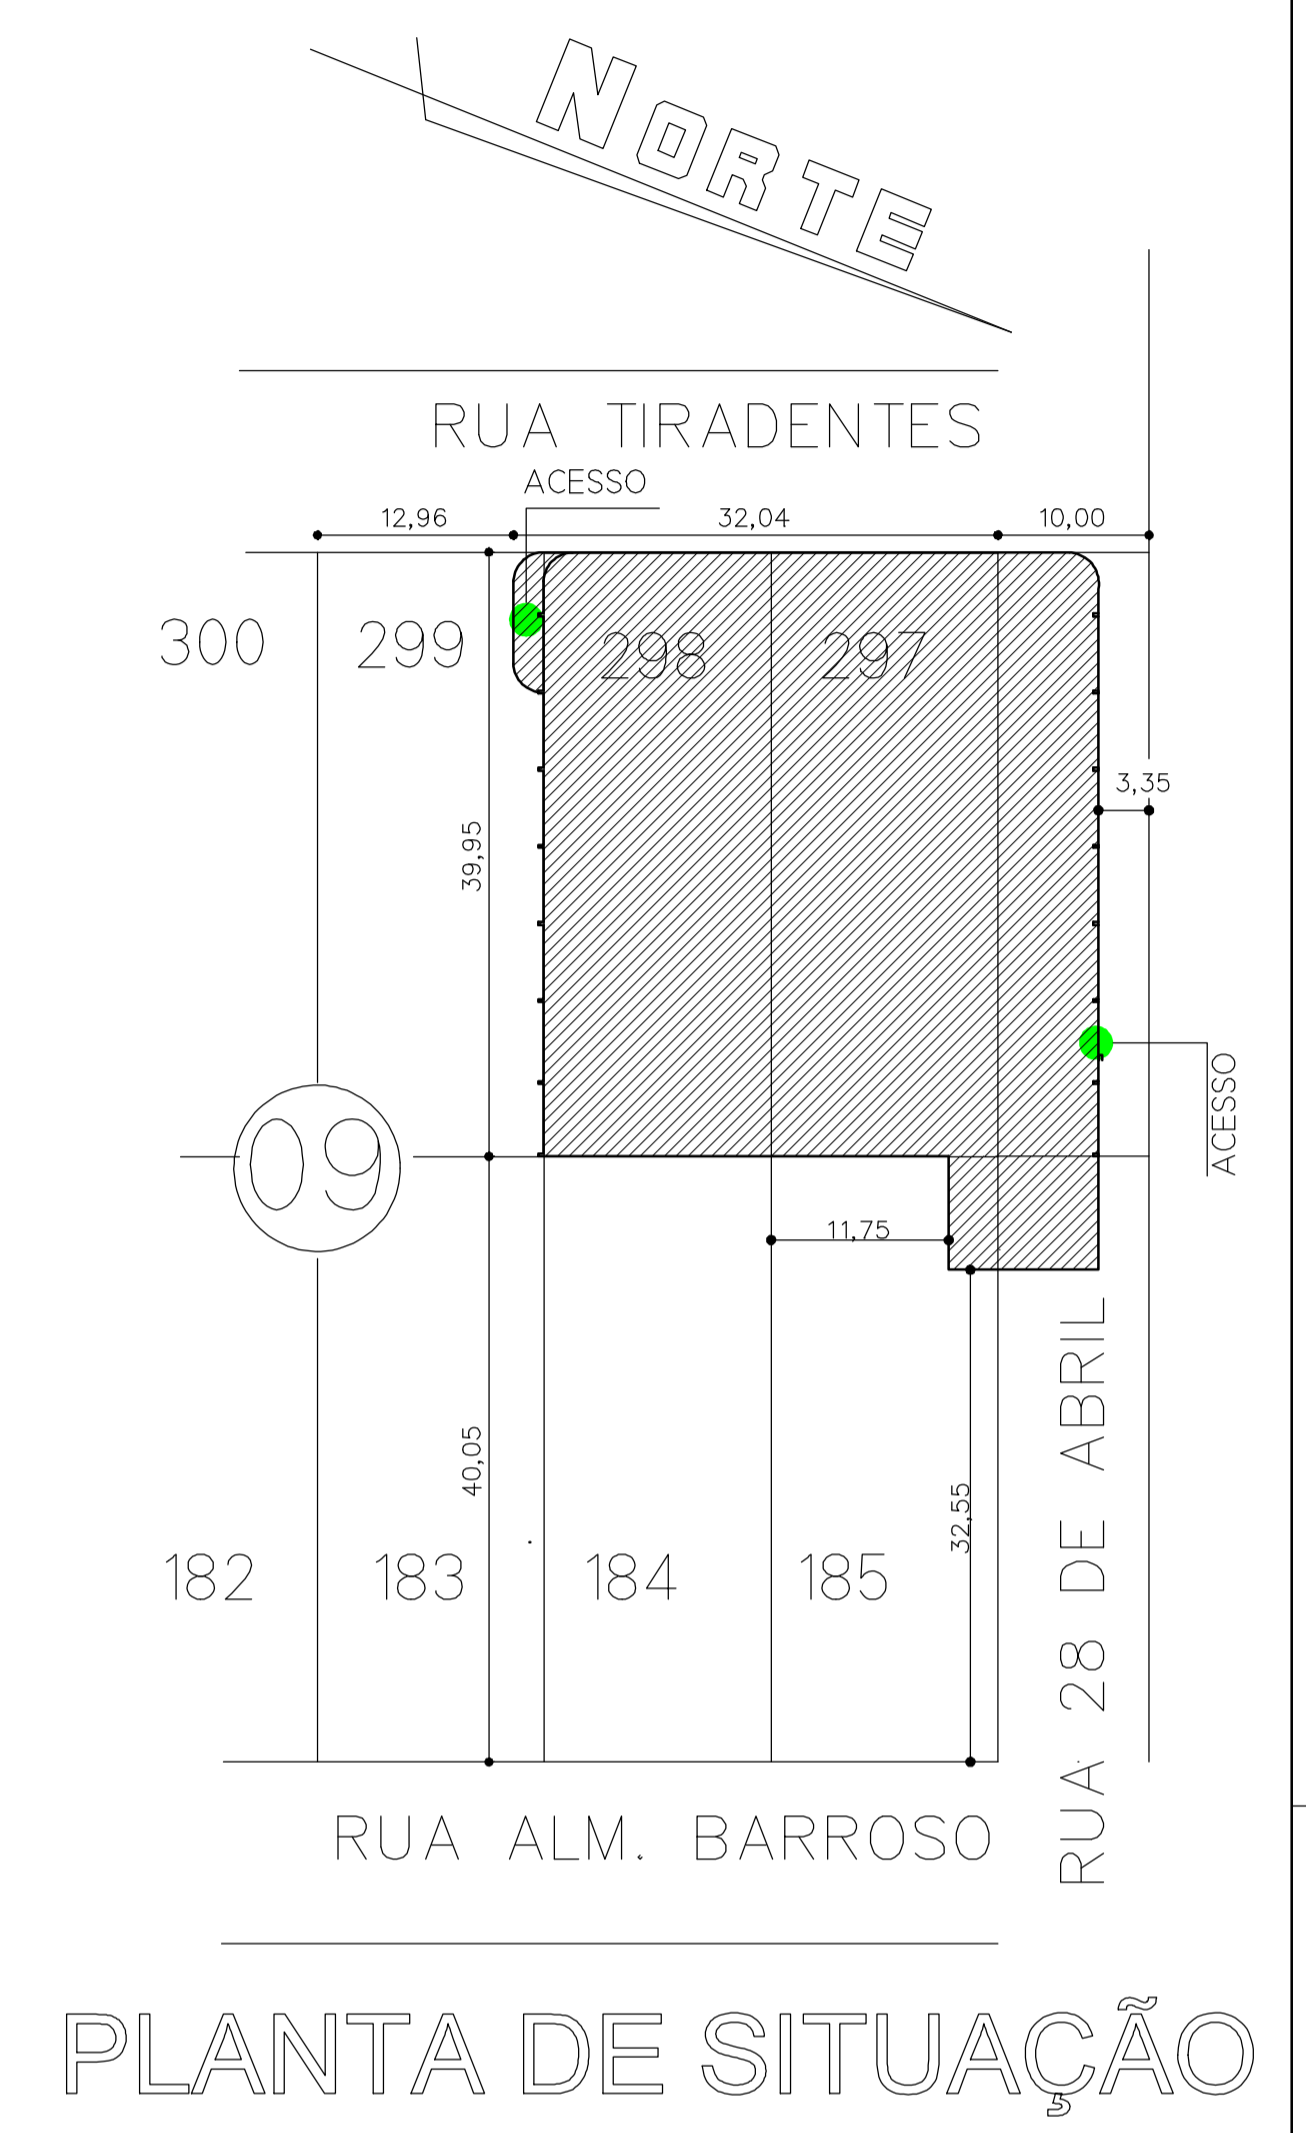 NORTE
RUA TIRADENTES
ACESSO
12,96
32,04
10,00
300
299
298
297
3,35
39,95
ACESSO
09
11,75
40,05
32,55
182
183
184
185
RUA 28 DE ABRIL
RUA ALM. BARROSO
PLANTA DE SITUAÇÃO